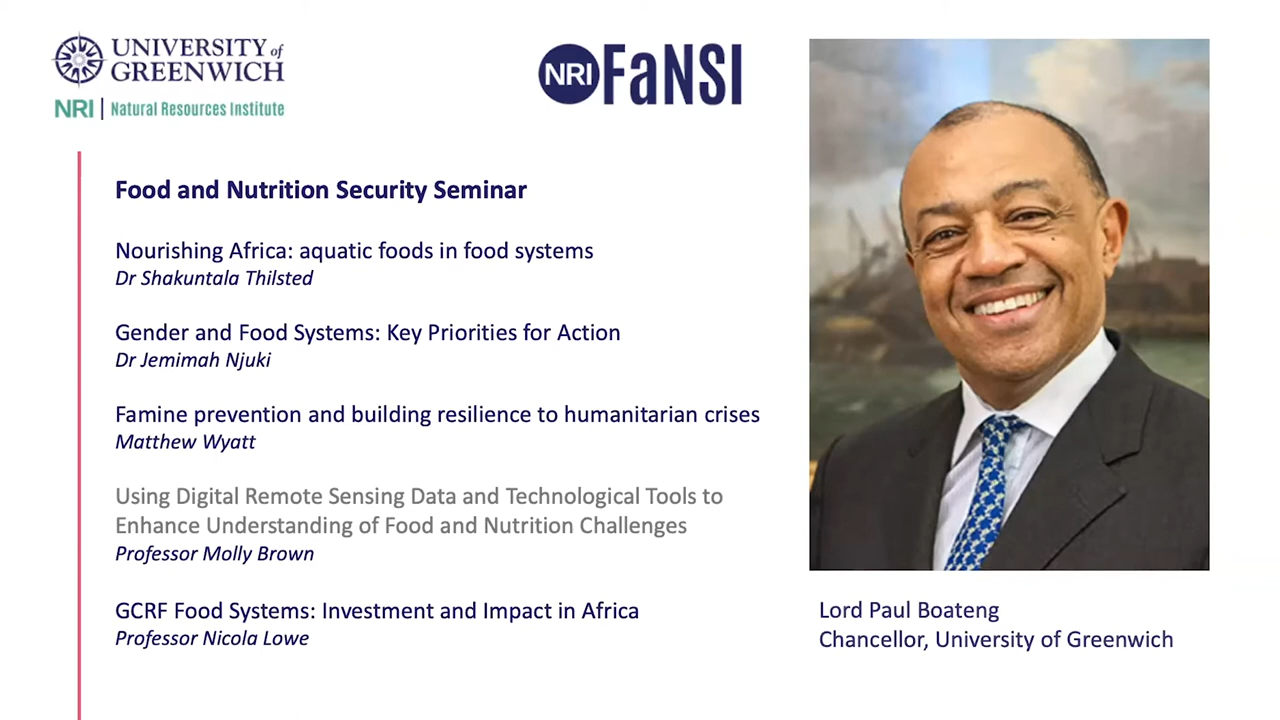 UNIVERSITY of
GREENWICH
NRI | Natural Resources Institute
NRI FaNSI
Food and Nutrition Security Seminar
Nourishing Africa: aquatic foods in food systems
Dr Shakuntala Thilsted
Gender and Food Systems: Key Priorities for Action
Dr Jemimah Njuki
Famine prevention and building resilience to humanitarian crises
Matthew Wyatt
Using Digital Remote Sensing Data and Technological Tools to
Enhance Understanding of Food and Nutrition Challenges
Professor Molly Brown
GCRF Food Systems: Investment and Impact in Africa
Professor Nicola Lowe
Lord Paul Boateng
Chancellor, University of Greenwich